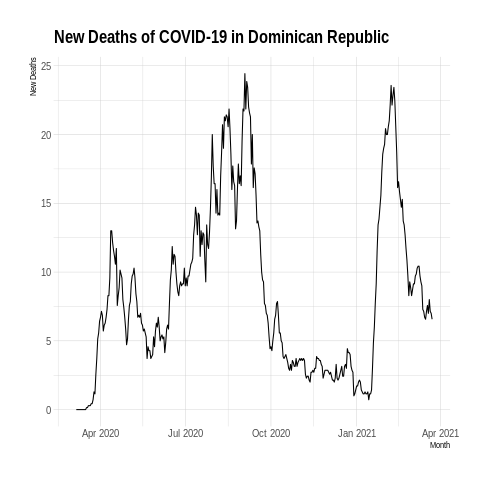 New Deaths of COVID-19 in Dominican Republic
New Deaths
25
20
15
10
5
0
Apr 2020
Jul 2020
Oct 2020
Jan 2021
Apr 2021
Month